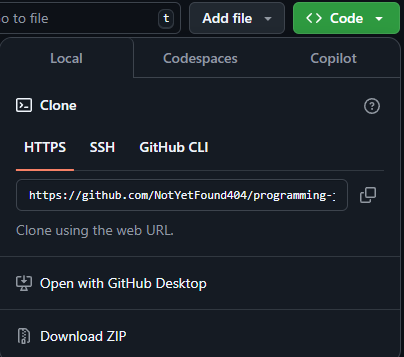 o to file t Add file <> Code
Local Codespaces Copilot
Clone
HTTPS SSH GitHub CLI
https://github.com/NotYetFound404/programming-
Clone using the web URL.
Open with GitHub Desktop
Download ZIP